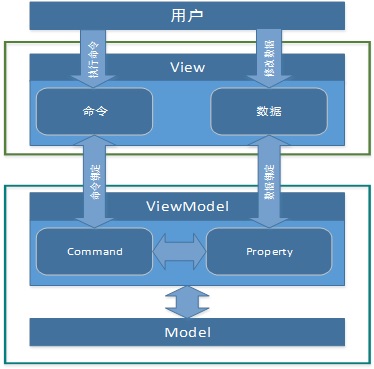 用户
执行命令
修改数据
View
命令
数据
命令绑定
数据绑定
ViewModel
Command
Property
Model